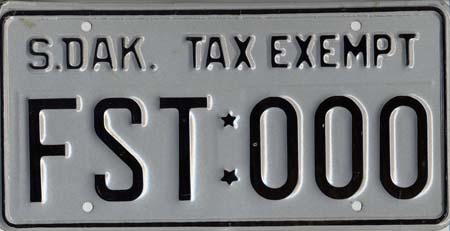 S.DAK. TAX EXEMPT
FST:000